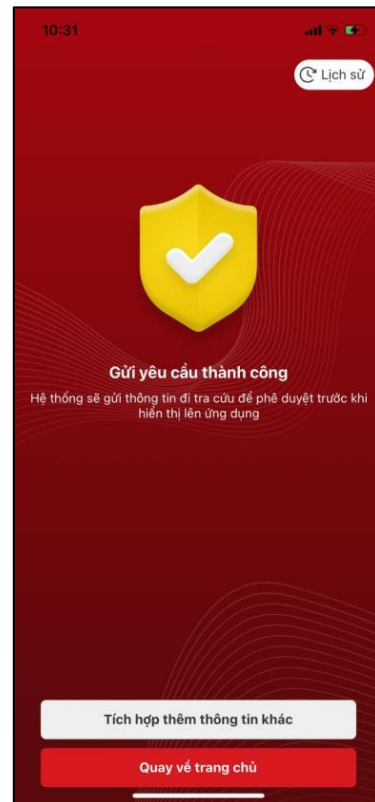 10:31
Lịch sử
Gửi yêu cầu thành công
Hệ thống sẽ gửi thông tin đi tra cứu để phê duyệt trước khi
hiển thị lên ứng dụng
Tích hợp thêm thông tin khác
Quay về trang chủ